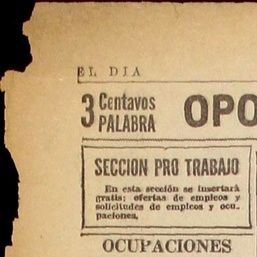 EL DIA
3 Centavos PALABRA OPO
SECCION PRO TRABAJO
En esta sección se insertará
gratis: ofertas de empleos y
solicitudes de empleos y ocu-
paciones.
OCUPACIONES